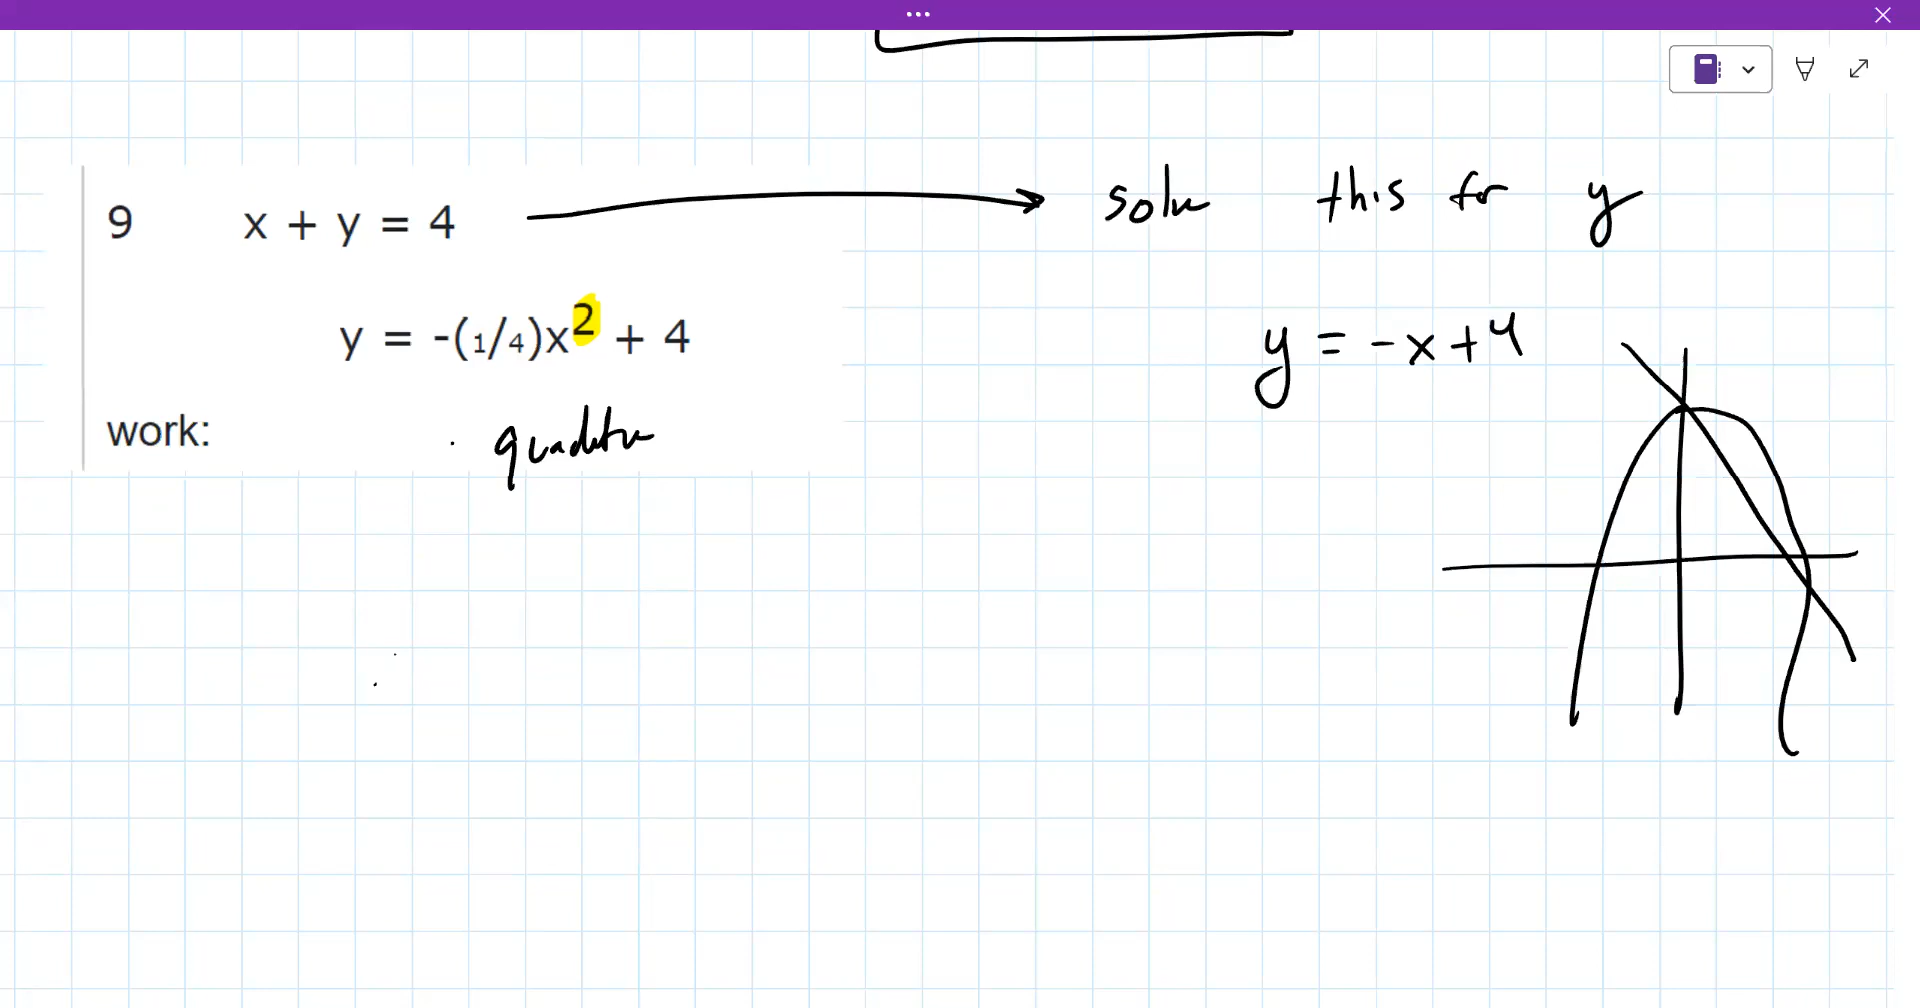 9 x + y = 4
solve this for y
y = -(1/4)x² + 4
y = -x+4
work:
quadratic